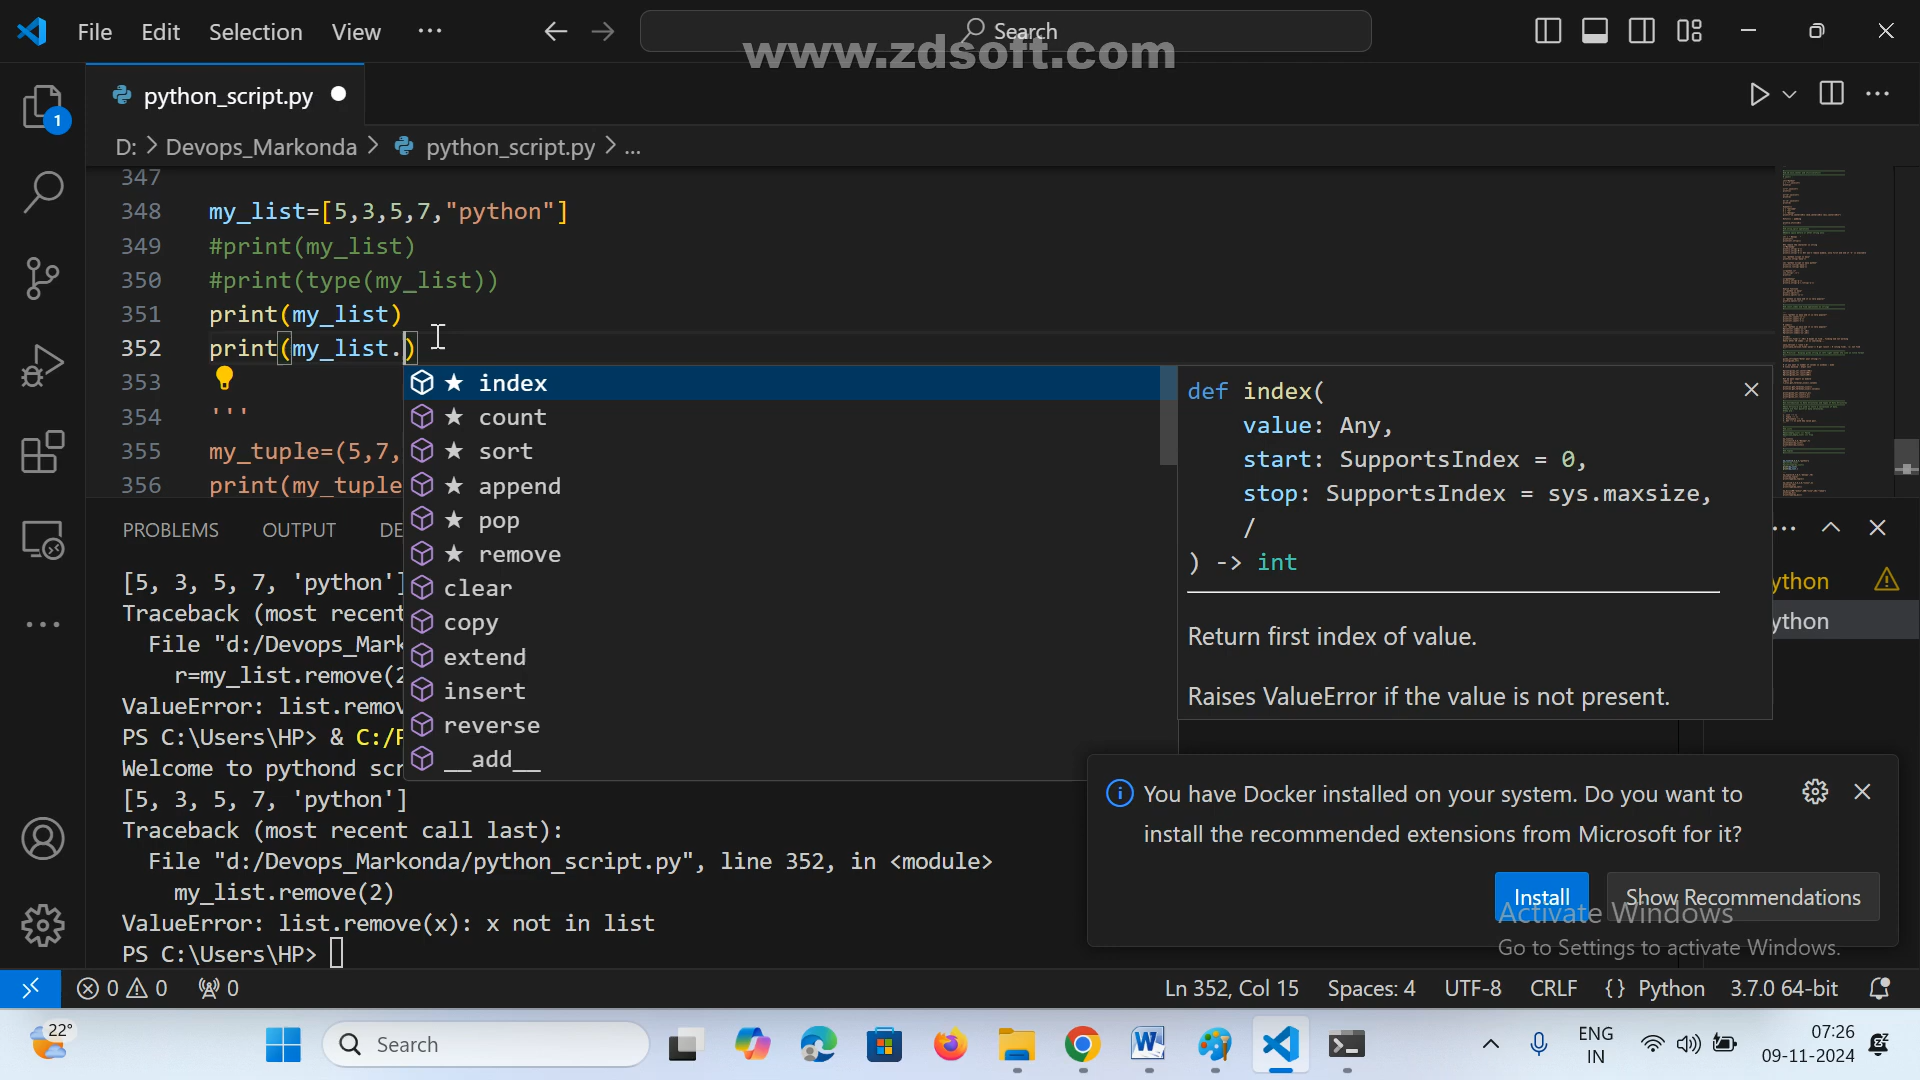 File Edit Selection View ··· Search
www.zdsoft.com
python_script.py
1
D: > Devops_Markonda > python_script.py > ...
347
348 my_list=[5,3,5,7,"python"]
349 #print(my_list)
350 #print(type(my_list))
351 print(my_list)
352 print(my_list.)
353
354 '''
355 my_tuple=(5,7,
356 print(my_tuple
★ index
★ count
★ sort
★ append
★ pop
★ remove
clear
copy
extend
insert
reverse
__add__
def index(
value: Any,
start: SupportsIndex = 0,
stop: SupportsIndex = sys.maxsize,
/
) -> int
Return first index of value.
Raises ValueError if the value is not present.
PROBLEMS OUTPUT DE
[5, 3, 5, 7, 'python']
Traceback (most recent
File "d:/Devops_Mark
r=my_list.remove(2
ValueError: list.remov
PS C:\Users\HP> & C:/P
Welcome to pythond scr
[5, 3, 5, 7, 'python']
Traceback (most recent call last):
File "d:/Devops_Markonda/python_script.py", line 352, in <module>
my_list.remove(2)
ValueError: list.remove(x): x not in list
PS C:\Users\HP>
ython
ython
You have Docker installed on your system. Do you want to
install the recommended extensions from Microsoft for it?
Install Show Recommendations
Activate Windows
Go to Settings to activate Windows.
0 0 0 Ln 352, Col 15 Spaces: 4 UTF-8 CRLF {} Python 3.7.0 64-bit
22° Search ENG
IN
07:26
09-11-2024